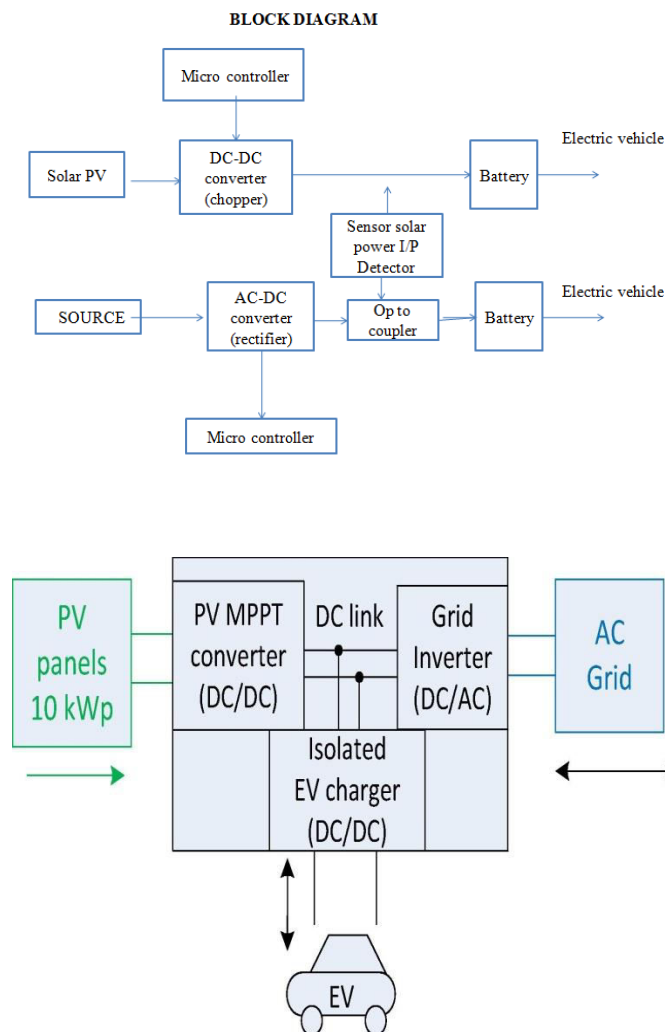 BLOCK DIAGRAM
Micro controller
Electric vehicle
Solar PV
DC-DC
converter
(chopper)
Battery
Sensor solar
power I/P
Detector
Electric vehicle
SOURCE
AC-DC
converter
(rectifier)
Op to
coupler
Battery
Micro controller
PV
panels
10 kWp
PV MPPT
converter
(DC/DC)
DC link
Grid
Inverter
(DC/AC)
AC
Grid
Isolated
EV charger
(DC/DC)
EV